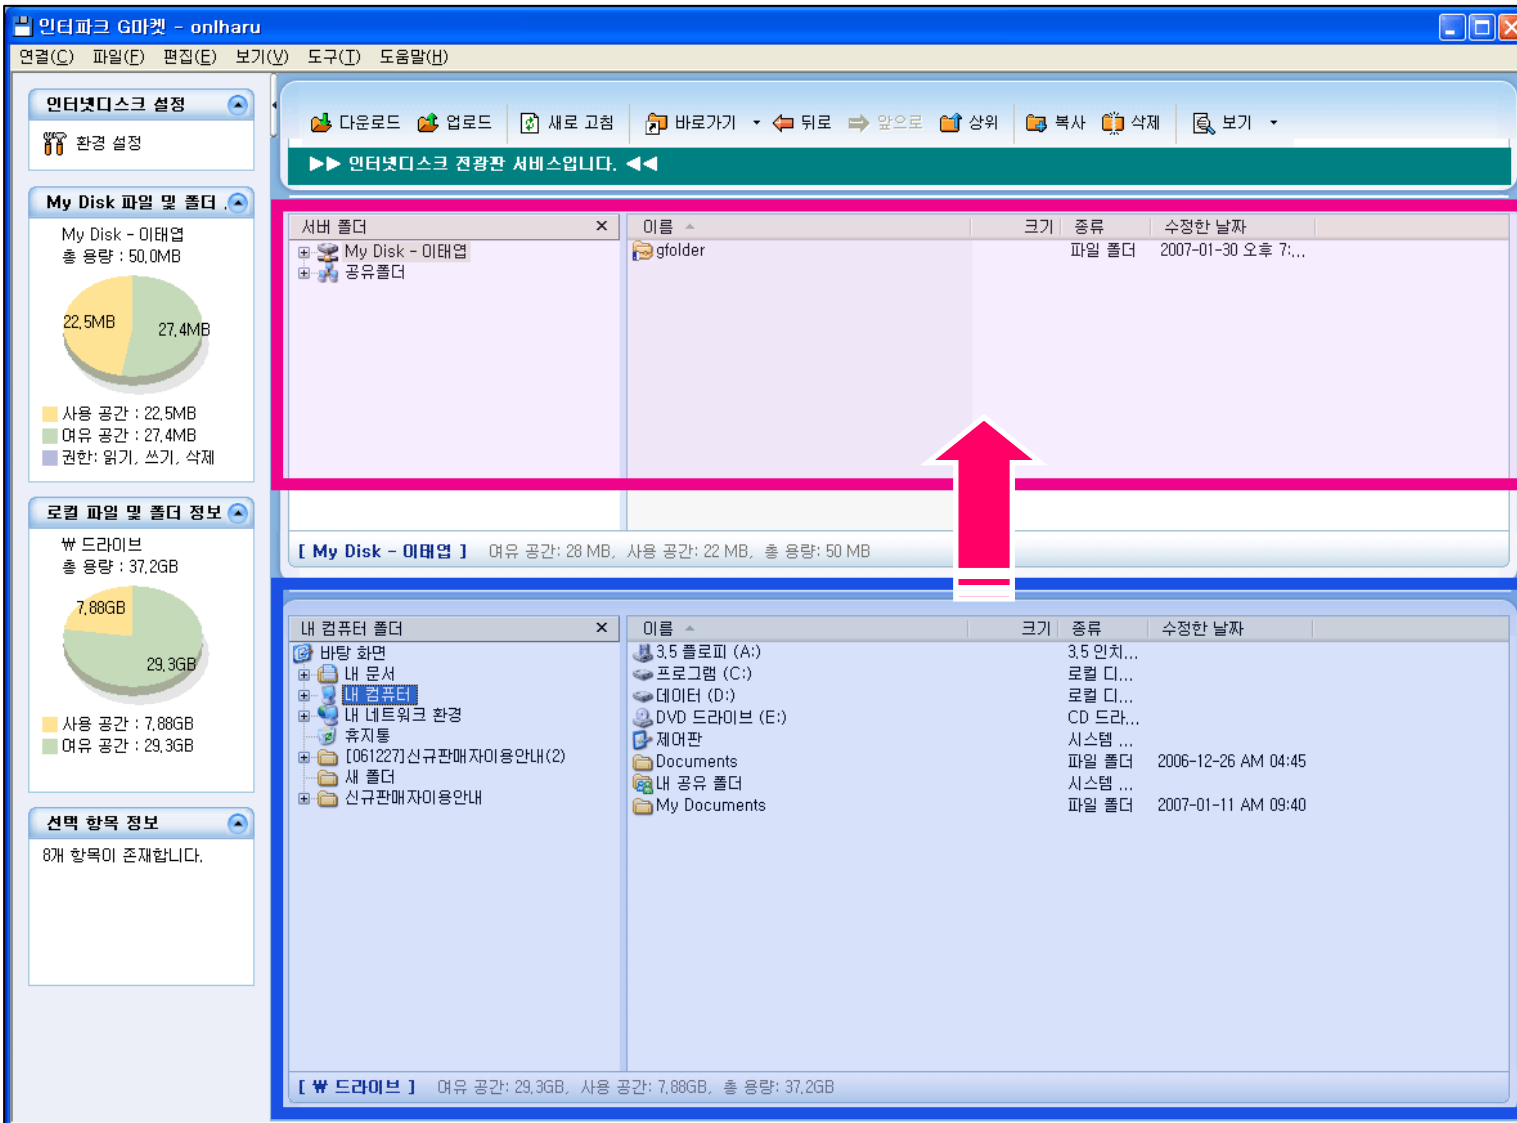 인터파크 G마켓 - onlharu
연결(C) 파일(F) 편집(E) 보기(V) 도구(T) 도움말(H)
인터넷디스크 설정
환경 설정
다운로드 업로드 새로 고침 바로가기 뒤로 앞으로 상위 복사 삭제 보기
▶▶ 인터넷디스크 전광판 서비스입니다. ◀◀
My Disk 파일 및 폴더 .
My Disk - 이태엽
총 용량 : 50.0MB
22.5MB
27.4MB
사용 공간 : 22.5MB
여유 공간 : 27.4MB
권한: 읽기, 쓰기, 삭제
로컬 파일 및 폴더 정보
₩ 드라이브
총 용량 : 37.2GB
7.88GB
29.3GB
사용 공간 : 7.88GB
여유 공간 : 29.3GB
선택 항목 정보
8개 항목이 존재합니다.
서버 폴더 이름 크기 종류 수정한 날짜
My Disk - 이태엽
공유폴더
gfolder 파일 폴더 2007-01-30 오후 7:...
[ My Disk - 이태엽 ] 여유 공간: 28 MB, 사용 공간: 22 MB, 총 용량: 50 MB
내 컴퓨터 폴더 이름 크기 종류 수정한 날짜
바탕 화면
내 문서
내 컴퓨터
내 네트워크 환경
휴지통
[061227]신규판매자이용안내(2)
새 폴더
신규판매자이용안내
3.5 플로피 (A:) 3.5 인치...
프로그램 (C:) 로컬 디...
데이터 (D:) 로컬 디...
DVD 드라이브 (E:) CD 드라...
제어판 시스템 ...
Documents 파일 폴더 2006-12-26 AM 04:45
내 공유 폴더 시스템 ...
My Documents 파일 폴더 2007-01-11 AM 09:40
[ ₩ 드라이브 ] 여유 공간: 29.3GB, 사용 공간: 7.88GB, 총 용량: 37.2GB